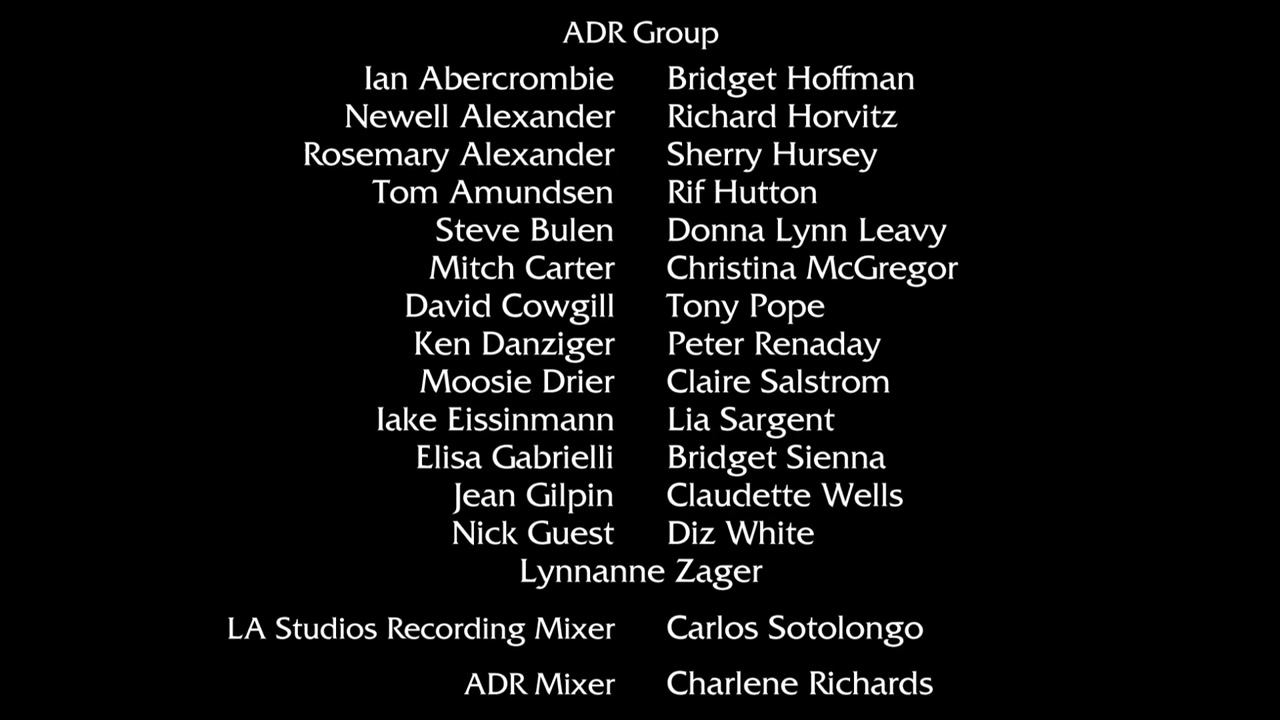 ADR Group
Ian Abercrombie Bridget Hoffman
Newell Alexander Richard Horvitz
Rosemary Alexander Sherry Hursey
Tom Amundsen Rif Hutton
Steve Bulen Donna Lynn Leavy
Mitch Carter Christina McGregor
David Cowgill Tony Pope
Ken Danziger Peter Renaday
Moosie Drier Claire Salstrom
Iake Eissinmann Lia Sargent
Elisa Gabrielli Bridget Sienna
Jean Gilpin Claudette Wells
Nick Guest Diz White
Lynnanne Zager
LA Studios Recording Mixer Carlos Sotolongo
ADR Mixer Charlene Richards